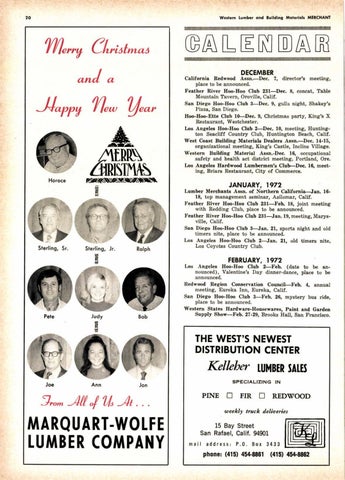 20
Western Lumber and Building Materials MERCHANT
Merry Christmas
and a
Happy New Year
MERRY
CHRISTMAS
Horace
Sterling, Sr.
Sterling, Jr.
Ralph
Pete
Judy
Bob
Joe
Ann
Jon
From All of Us At . . .
MARQUART-WOLFE
LUMBER COMPANY
CALENDAR
DECEMBER
California Redwood Assn.—Dec. 7, director's meeting,
place to be announced.
Feather River Hoo-Hoo Club 231—Dec. 8, concat, Table
Mountain Tavern, Oroville, Calif.
San Diego Hoo-Hoo Club 3—Dec. 9, gulls night, Shakey's
Pizza, San Diego.
Hoo-Hoo-Ette Club 10—Dec. 9, Christmas party, King's X
Restaurant, Westchester.
Los Angeles Hoo-Hoo Club 2—Dec. 10, meeting, Hunting-
ton Seacliff Country Club, Huntington Beach, Calif.
West Coast Building Materials Dealers Assn.—Dec. 14-15,
organizational meeting, King's Castle, Incline Village.
Western Building Material Assn.—Dec. 16, occupational
safety and health act district meeting, Portland, Ore.
Los Angeles Hardwood Lumbermen's Club—Dec. 16, meet-
ing, Briars Restaurant, City of Commerce.
JANUARY, 1972
Lumber Merchants Assn. of Northern California—Jan. 16-
18, top management seminar, Asilomar, Calif.
Feather River Hoo-Hoo Club 231—Feb. 18, joint meeting
with Redding Club, place to be announced.
Feather River Hoo-Hoo Club 231—Jan. 19, meeting, Marys-
ville, Calif.
San Diego Hoo-Hoo Club 3—Jan. 21, sports night and old
timers nite, place to be announced.
Los Angeles Hoo-Hoo Club 2—Jan. 21, old timers nite,
Los Coyotes Country Club.
FEBRUARY, 1972
Los Angeles Hoo-Hoo Club 2—Feb. (date to be an-
nounced), Valentine's Day dinner-dance, place to be
announced.
Redwood Region Conservation Council—Feb. 4, annual
meeting, Eureka Inn, Eureka, Calif.
San Diego Hoo-Hoo Club 3—Feb. 26, mystery bus ride,
place to be announced.
Western States Hardware-Housewares, Paint and Garden
Supply Show—Feb. 27-29, Brooks Hall, San Francisco.
THE WEST'S NEWEST
DISTRIBUTION CENTER
Kelleher LUMBER SALES
SPECIALIZING IN
PINE □ FIR □ REDWOOD
weekly truck deliveries
15 Bay Street
San Rafael, Calif. 94901
mail address: P.O. Box 3433
phone: (415) 454-8861 (415) 454-8862